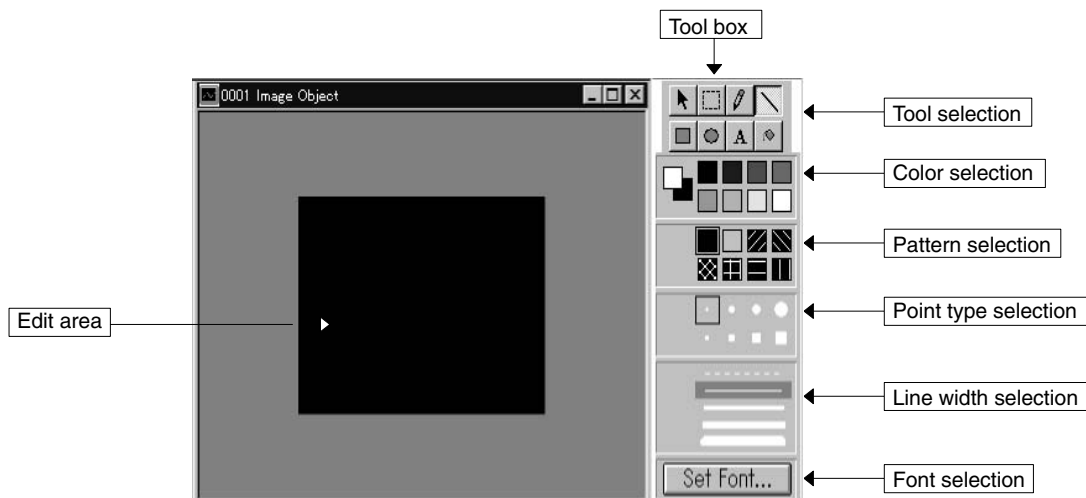 Tool box
0001 Image Object
Tool selection
A
Color selection
Pattern selection
Edit area
Point type selection
Line width selection
Set Font...
Font selection